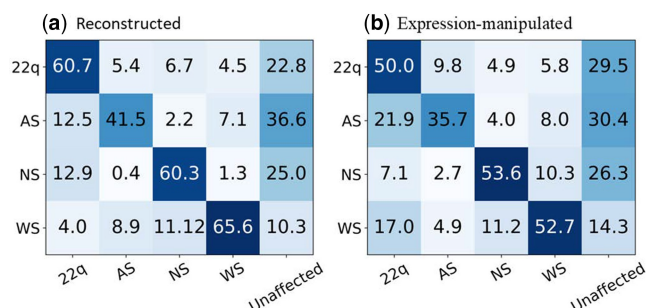 (a) Reconstructed
22q 60.7 5.4 6.7 4.5 22.8
AS 12.5 41.5 2.2 7.1 36.6
NS 12.9 0.4 60.3 1.3 25.0
WS 4.0 8.9 11.12 65.6 10.3
22q AS NS WS Unaffected
(b) Expression-manipulated
22q 50.0 9.8 4.9 5.8 29.5
AS 21.9 35.7 4.0 8.0 30.4
NS 7.1 2.7 53.6 10.3 26.3
WS 17.0 4.9 11.2 52.7 14.3
22q AS NS WS Unaffected